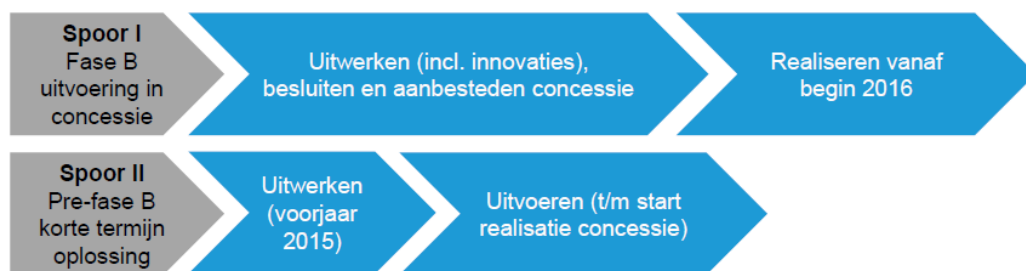 Spoor I
Fase B
uitvoering in
concessie
Uitwerken (incl. innovaties),
besluiten en aanbesteden concessie
Realiseren vanaf
begin 2016
Spoor II
Pre-fase B
korte termijn
oplossing
Uitwerken
(voorjaar
2015)
Uitvoeren (t/m start
realisatie concessie)